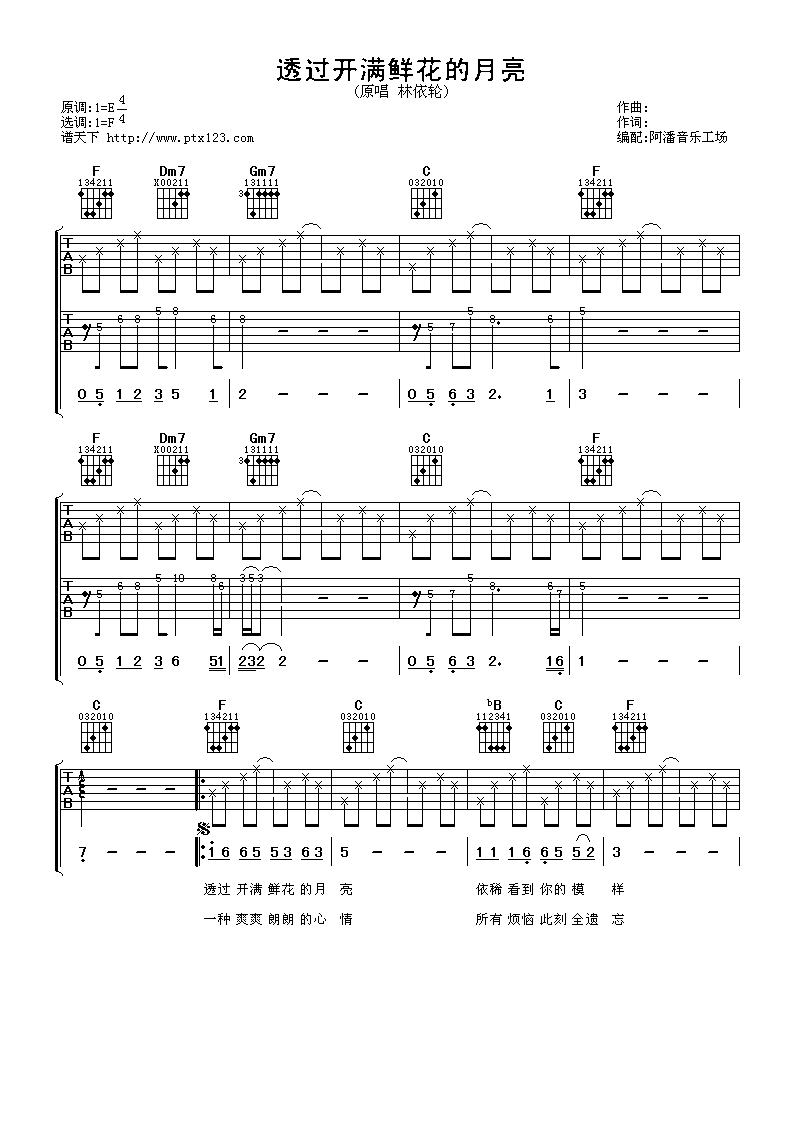 透过开满鲜花的月亮
(原唱 林依轮)
原调:1=E 4/4
选调:1=F
谱天下 http://www.ptx123.com
作曲:
作词:
编配:阿潘音乐工场
F Dm7 Gm7 C F
134211 X00211 131111 032010 134211
3
T A B
T A B
5 6 8 5 8 6 8 - - 5 7 5 8. 6 5 - -
0 5 1 2 3 5 1 2 - - - 0 5 6 3 2. 1 3 - - -
F Dm7 Gm7 C F
134211 X00211 131111 032010 134211
3
T A B
T A B
5 6 8 5 10 8 6 3 5 3 1 - - 5 7 5 8. 6 7 5 - -
0 5 1 2 3 6 51 232 2 - - 0 5 6 3 2. 16 1 - - -
C F C bB C F
032010 134211 032010 112341 032010 134211
T A B - - -
7 - - - 1 6 6 5 5 3 6 3 5 - - - 1 1 1 6 6 5 5 2 3 - - -
透过 开满 鲜花 的月 亮 依稀 看到 你的 模 样
一种 爽爽 朗朗 的心 情 所有 烦恼 此刻 全遗 忘